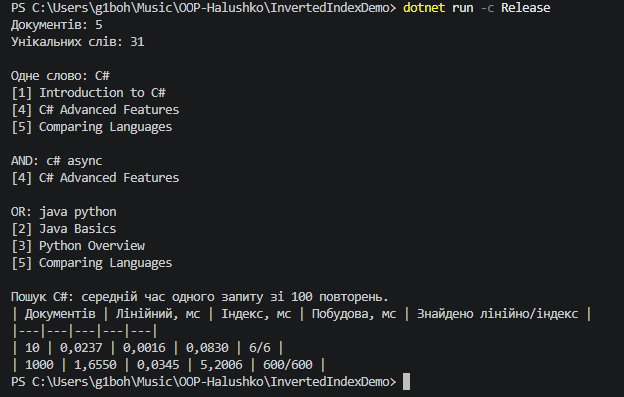 PS C:\Users\g1boh\Music\OOP-Halushko\InvertedIndexDemo> dotnet run -c Release
Документів: 5
Унікальних слів: 31
Одне слово: C#
[1] Introduction to C#
[4] C# Advanced Features
[5] Comparing Languages
AND: c# async
[4] C# Advanced Features
OR: java python
[2] Java Basics
[3] Python Overview
[5] Comparing Languages
Пошук C#: середній час одного запиту зі 100 повторень.
| Документів | Лінійний, мс | Індекс, мс | Побудова, мс | Знайдено лінійно/індекс |
|---|---|---|---|---|
| 10 | 0,0237 | 0,0016 | 0,0830 | 6/6 |
| 1000 | 1,6550 | 0,0345 | 5,2006 | 600/600 |
PS C:\Users\g1boh\Music\OOP-Halushko\InvertedIndexDemo>